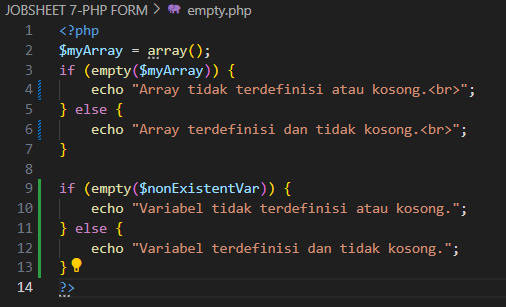 JOBSHEET 7-PHP FORM > empty.php
1 <?php
2 $myArray = array();
3 if (empty($myArray)) {
4 echo "Array tidak terdefinisi atau kosong.<br>";
5 } else {
6 echo "Array terdefinisi dan tidak kosong.<br>";
7 }
8
9 if (empty($nonExistentVar)) {
10 echo "Variabel tidak terdefinisi atau kosong.";
11 } else {
12 echo "Variabel terdefinisi dan tidak kosong.";
13 }
14 ?>